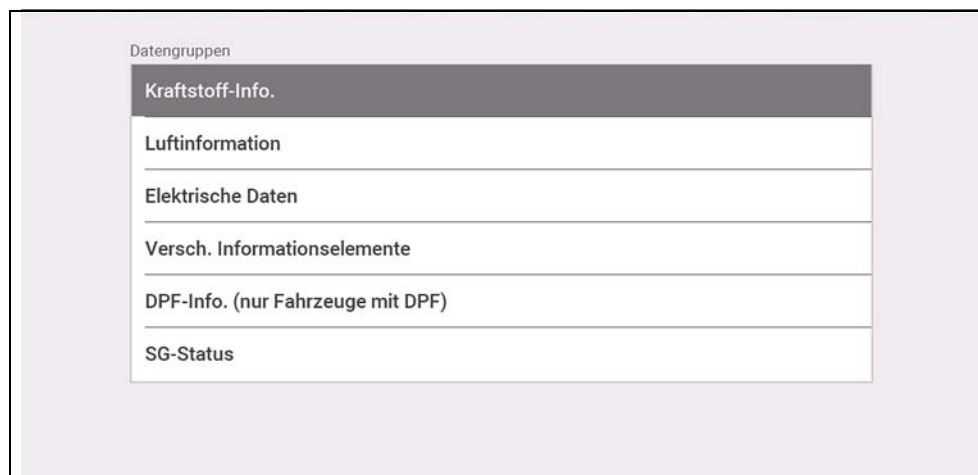 Datengruppen
Kraftstoff-Info.
Luftinformation
Elektrische Daten
Versch. Informationselemente
DPF-Info. (nur Fahrzeuge mit DPF)
SG-Status